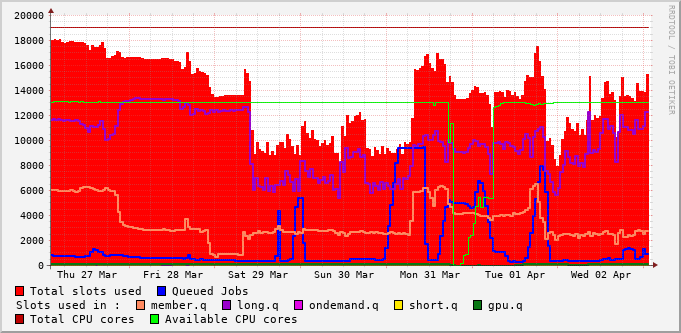 20000
18000
16000
14000
12000
10000
8000
6000
4000
2000
0
Thu 27 Mar Fri 28 Mar Sat 29 Mar Sun 30 Mar Mon 31 Mar Tue 01 Apr Wed 02 Apr
Total slots used Queued Jobs
Slots used in : member.q long.q ondemand.q short.q gpu.q
Total CPU cores Available CPU cores
RRDTOOL / TOBI OETIKER